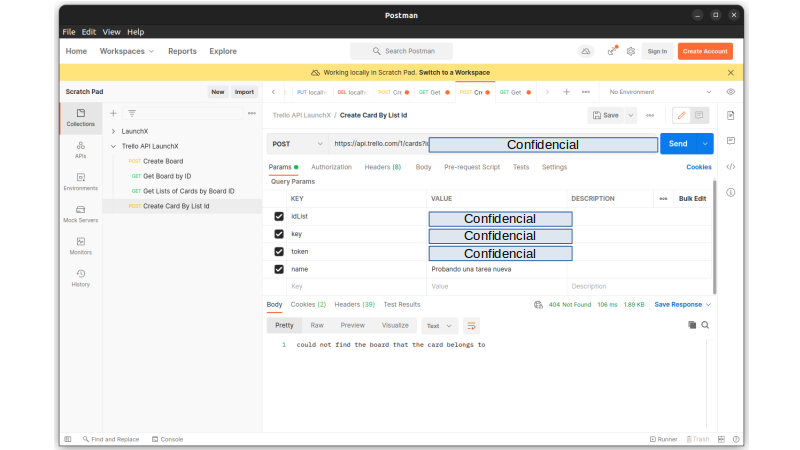 Postman
File Edit View Help
Home Workspaces Reports Explore Search Postman Sign In Create Account
Working locally in Scratch Pad. Switch to a Workspace
Scratch Pad New Import PUT localh DEL localh POST Cre GET Get POST Cr GET Get No Environment
Collections
APIs
Environments
Mock Servers
Monitors
History
LaunchX
Trello API LaunchX
POST Create Board
GET Get Board by ID
GET Get Lists of Cards by Board ID
POST Create Card By List Id
Trello API LaunchX / Create Card By List Id Save
POST https://api.trello.com/1/cards?i Confidencial Send
Params Authorization Headers (8) Body Pre-request Script Tests Settings Cookies
Query Params
KEY VALUE DESCRIPTION Bulk Edit
idList Confidencial
key Confidencial
token Confidencial
name Probando una tarea nueva
Key Value Description
Body Cookies (2) Headers (39) Test Results 404 Not Found 106 ms 1.89 KB Save Response
Pretty Raw Preview Visualize Text
1 could not find the board that the card belongs to
Find and Replace Console Runner Trash